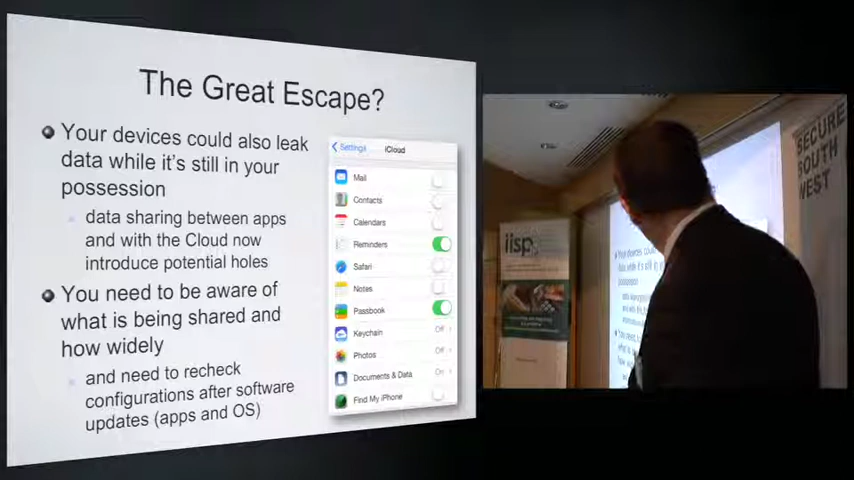 The Great Escape?
Your devices could also leak
data while it's still in your
possession
data sharing between apps
and with the Cloud now
introduce potential holes
You need to be aware of
what is being shared and
how widely
and need to recheck
configurations after software
updates (apps and OS)
Settings iCloud
Mail
Contacts
Calendars
Reminders
Safari
Notes
Passbook
Keychain Off
Photos Off
Documents & Data On
Find My iPhone
iisp
SECURE
SOUTH
WEST